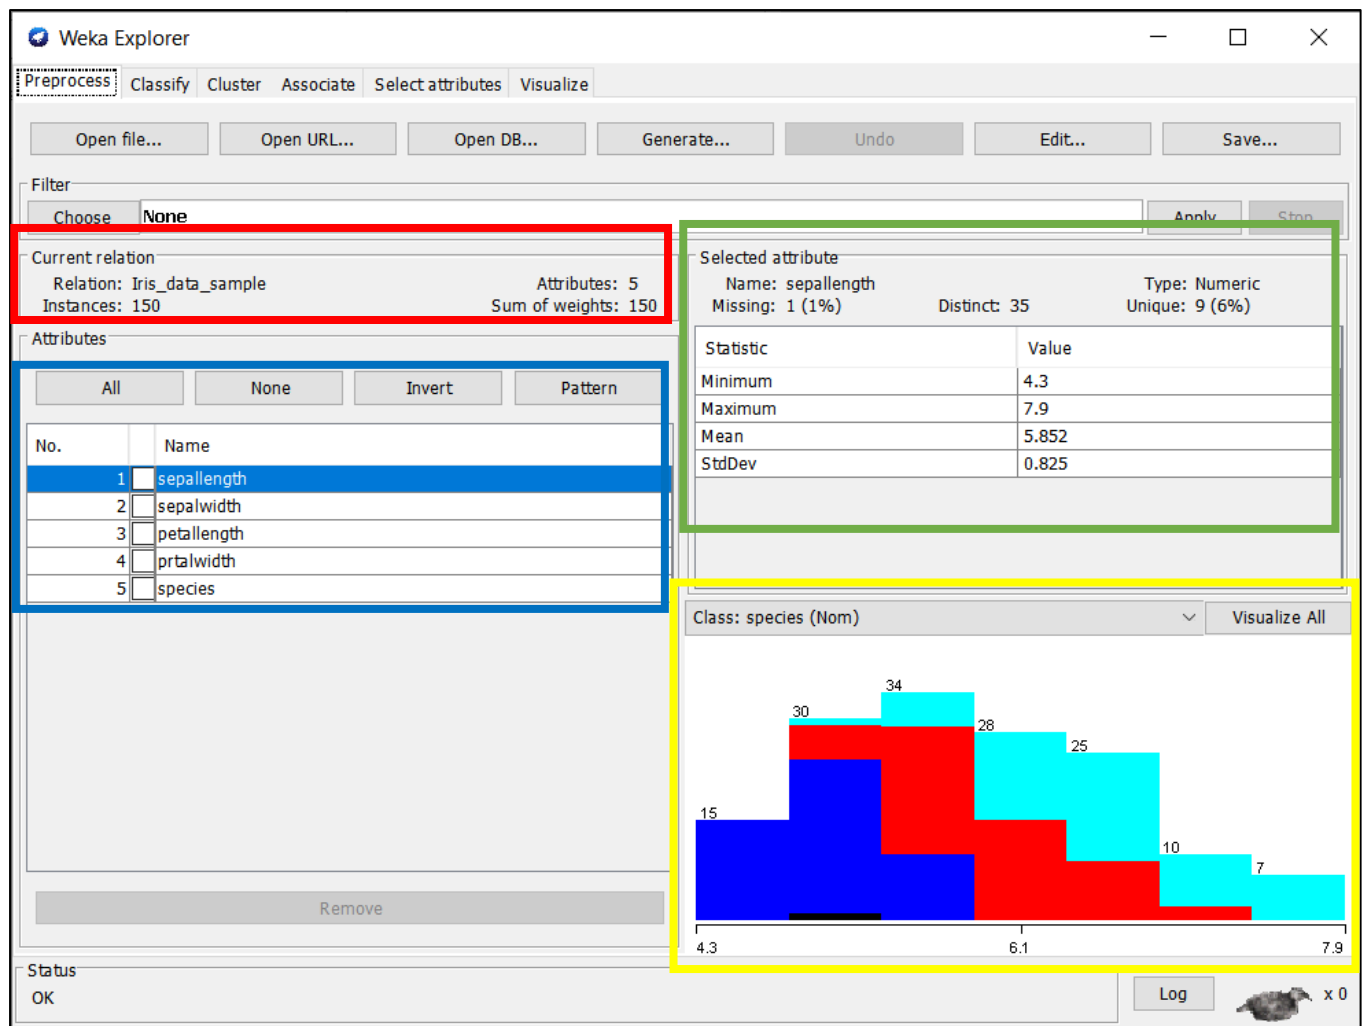 Weka Explorer
Preprocess Classify Cluster Associate Select attributes Visualize
Open file... Open URL... Open DB... Generate... Undo Edit... Save...
Filter
Choose None Apply Stop
Current relation
Relation: Iris_data_sample Attributes: 5
Instances: 150 Sum of weights: 150
Selected attribute
Name: sepallength Type: Numeric
Missing: 1 (1%) Distinct: 35 Unique: 9 (6%)
Statistic Value
Minimum 4.3
Maximum 7.9
Mean 5.852
StdDev 0.825
Attributes
All None Invert Pattern
No. Name
1 sepallength
2 sepalwidth
3 petallength
4 prtalwidth
5 species
Remove
Class: species (Nom) Visualize All
15 30 34 28 25 10 7
4.3 6.1 7.9
Status
OK Log x 0